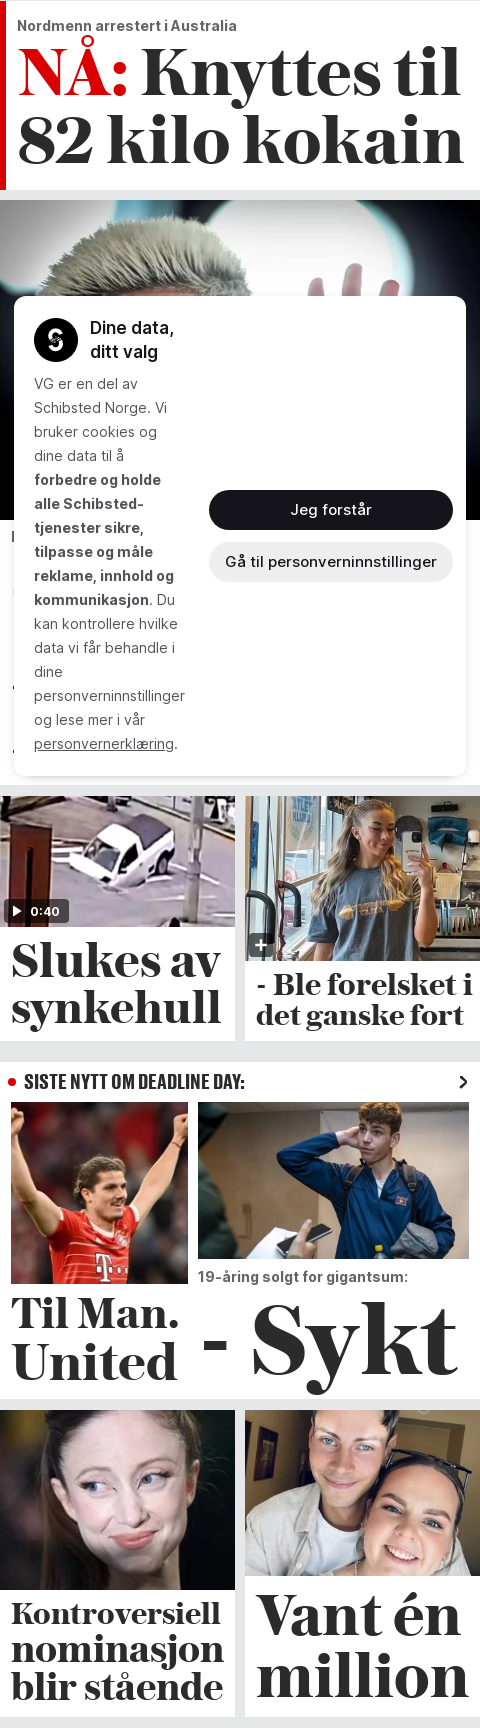 Nordmenn arrestert i Australia
NÅ: Knyttes til
82 kilo kokain
Dine data,
ditt valg
VG er en del av
Schibsted Norge. Vi
bruker cookies og
dine data til å
forbedre og holde
alle Schibsted-
tjenester sikre,
tilpasse og måle
reklame, innhold og
kommunikasjon. Du
kan kontrollere hvilke
data vi får behandle i
dine
personverninnstillinger
og lese mer i vår
personvernerklæring.
Jeg forstår
Gå til personverninnstillinger
0:40
Slukes av
synkehull
- Ble forelsket i
det ganske fort
SISTE NYTT OM DEADLINE DAY:
Til Man.
United
19-åring solgt for gigantsum:
- Sykt
Kontroversiell
nominasjon
blir stående
Vant én
million